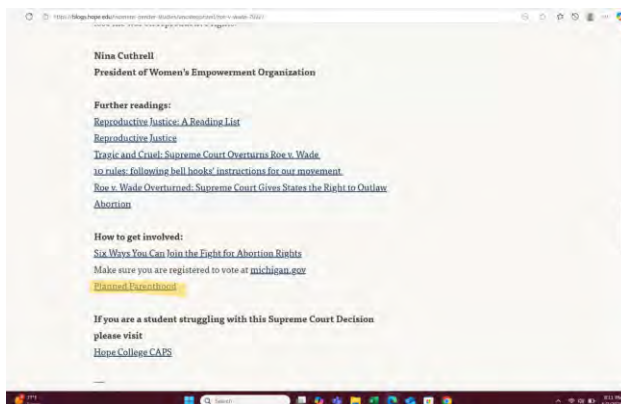 Nina Cuthrell
President of Women's Empowerment Organization
Further readings:
Reproductive Justice: A Reading List
Reproductive Justice
Tragic and Cruel: Supreme Court Overturns Roe v. Wade
10 rules: following bell hooks' instructions for our movement
Roe v. Wade Overturned: Supreme Court Gives States the Right to Outlaw
Abortion
How to get involved:
Six Ways You Can Join the Fight for Abortion Rights
Make sure you are registered to vote at michigan.gov
Planned Parenthood
If you are a student struggling with this Supreme Court Decision
please visit
Hope College CAPS
Search